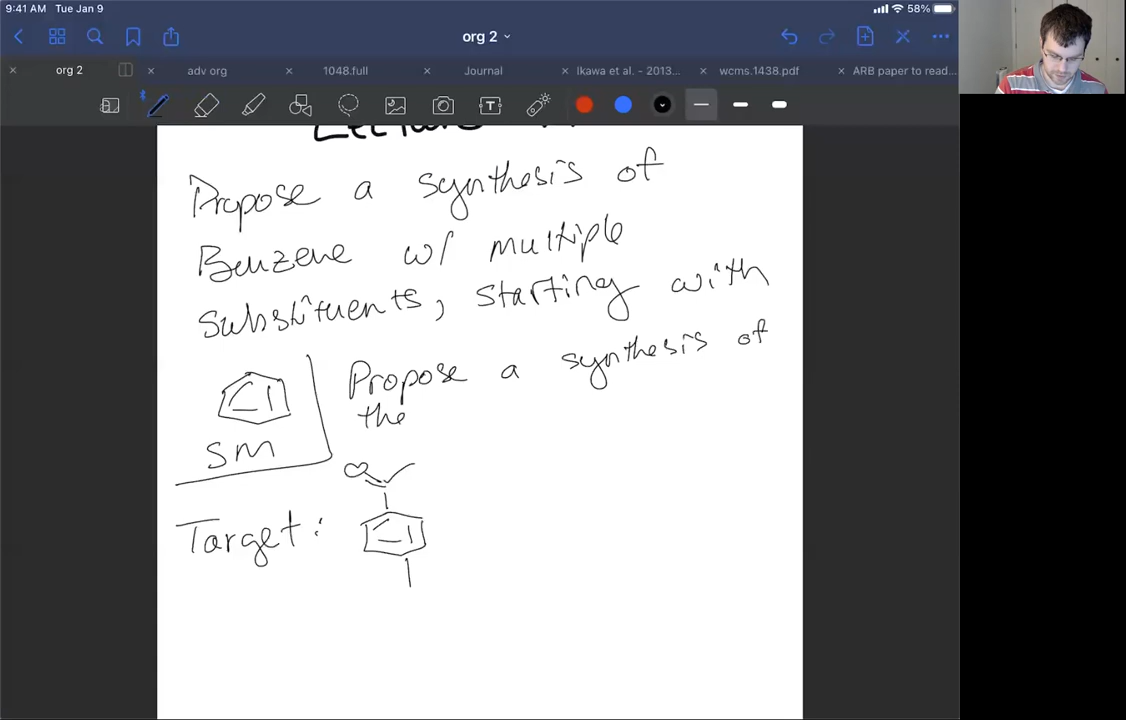 9:41 AM Tue Jan 9
58%
org 2
org 2
adv org
1048.full
Journal
Ikawa et al. - 2013...
wcms.1438.pdf
ARB paper to read...
Propose a synthesis of
Benzene w/ multiple
substituents, starting with
Propose a synthesis of
the
SM
O
Target: